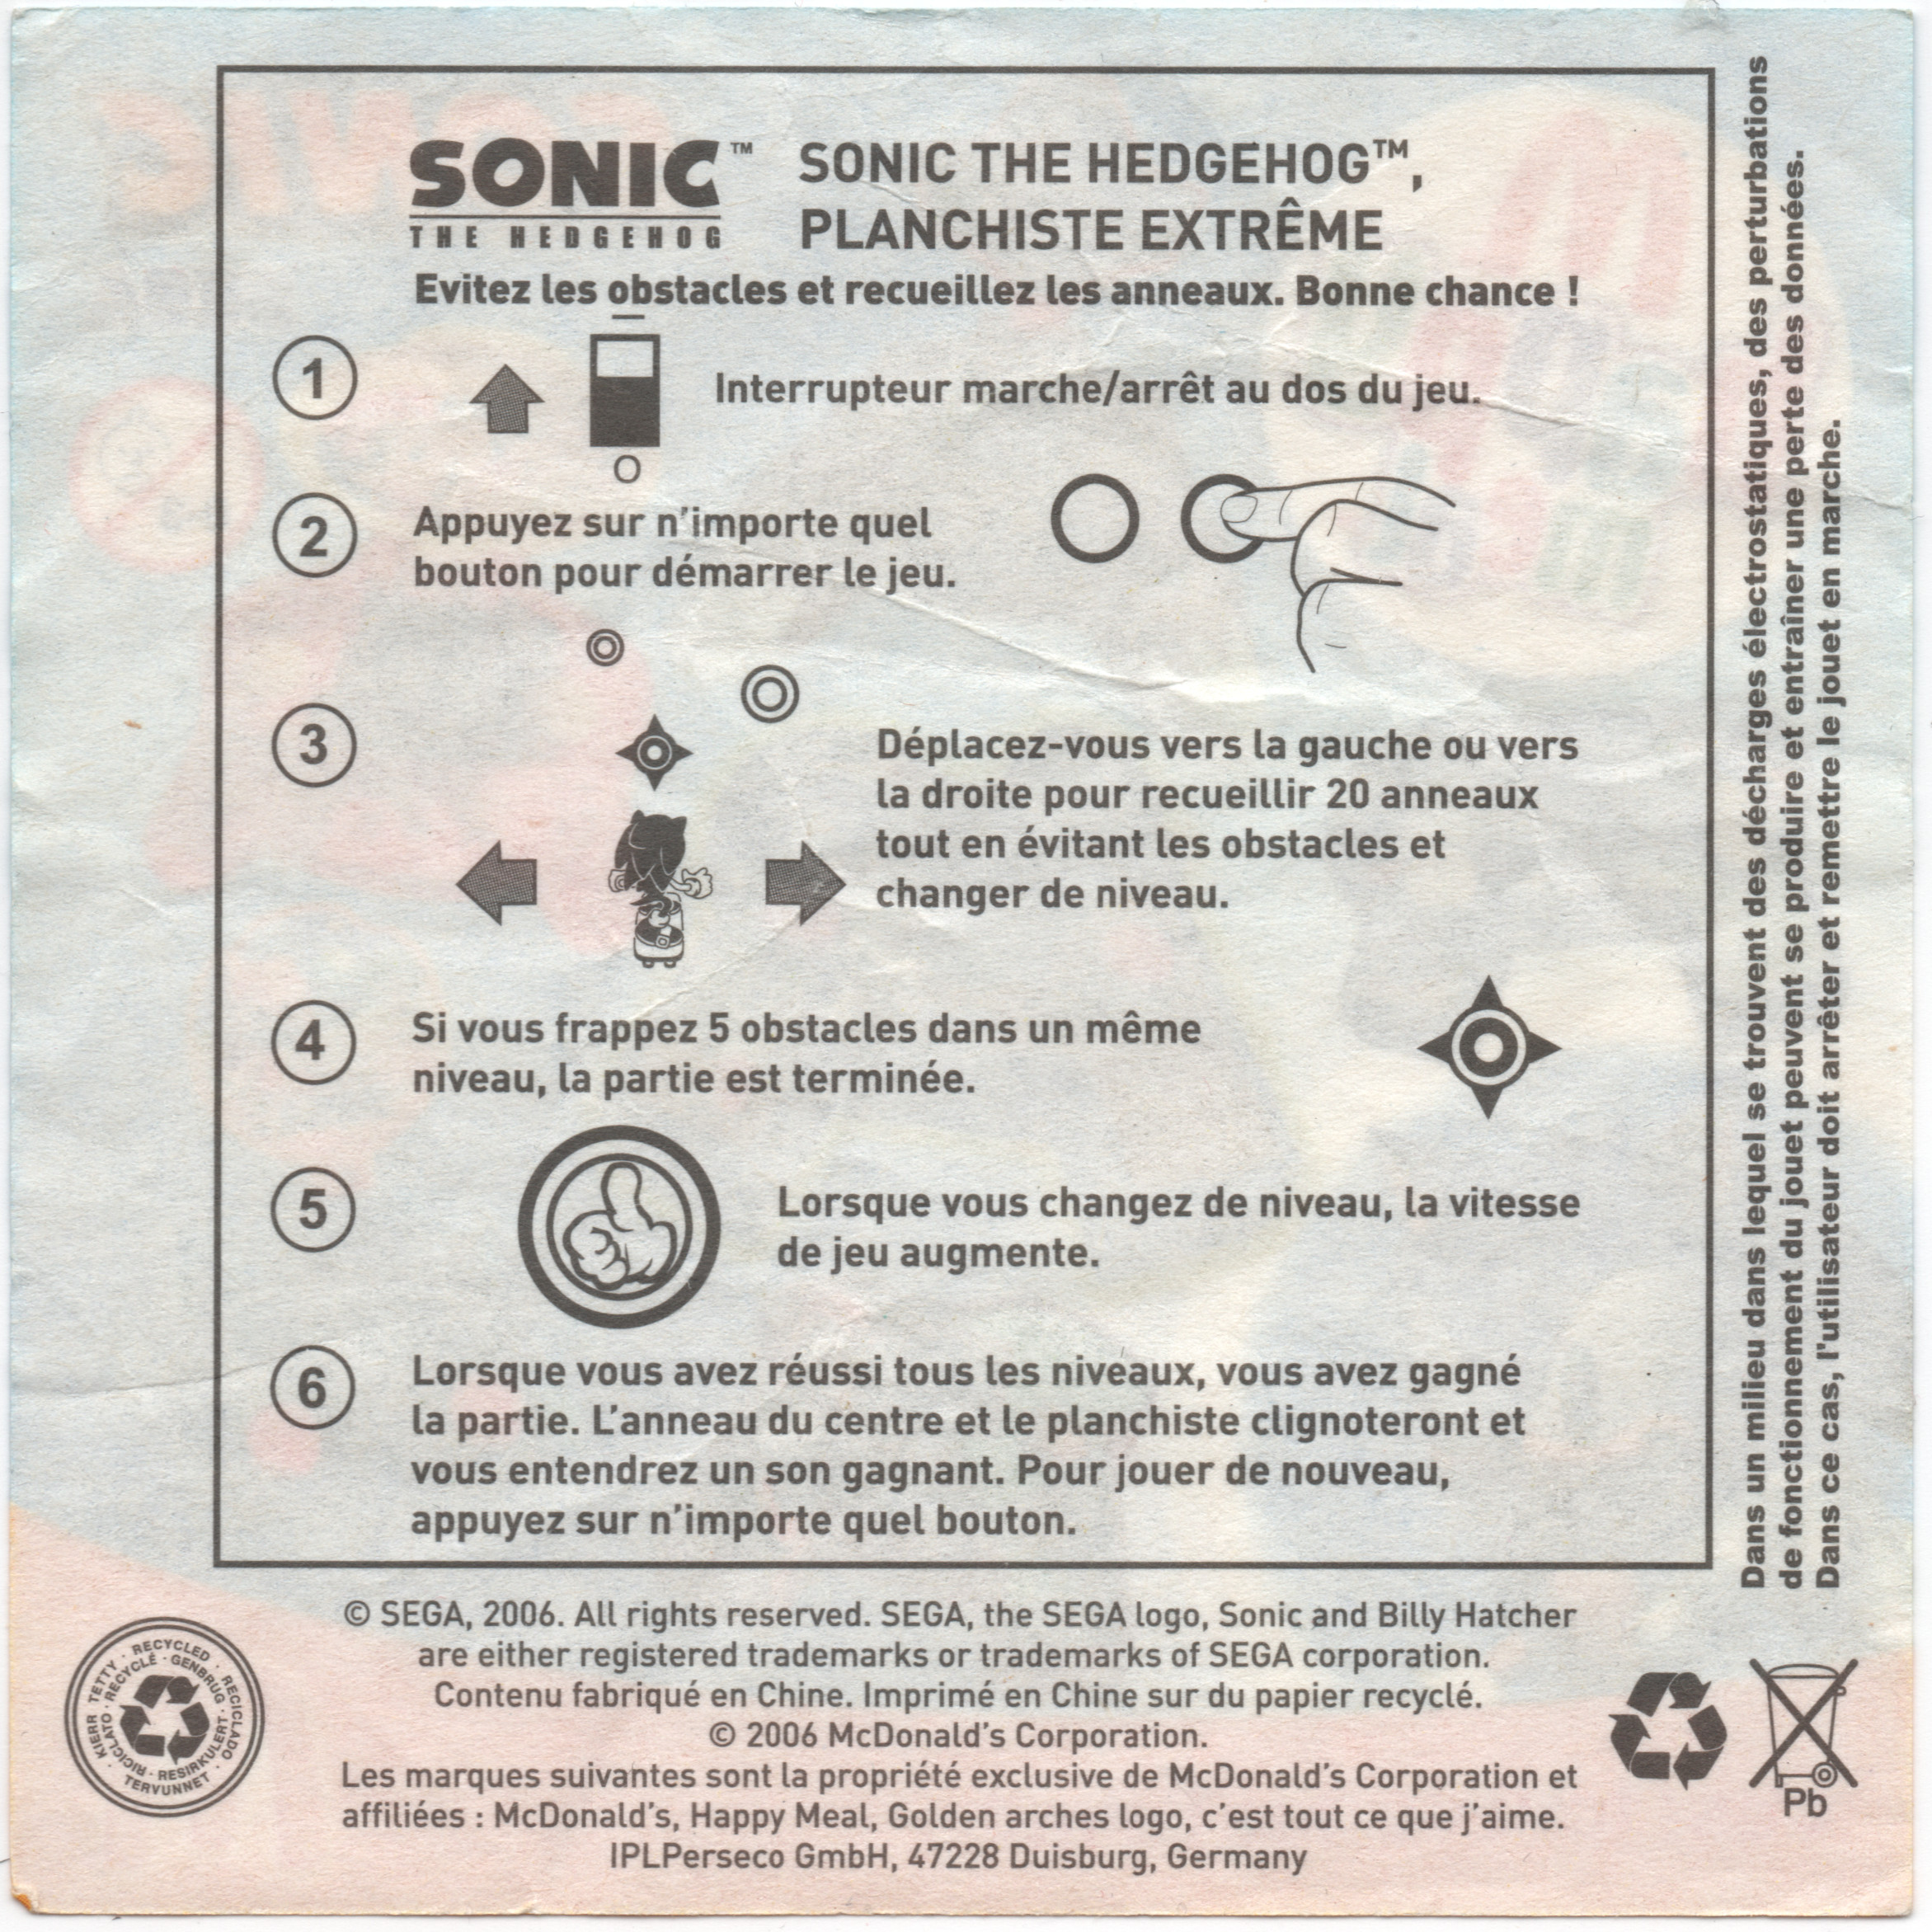 SONIC™
THE HEDGEHOG
SONIC THE HEDGEHOG™,
PLANCHISTE EXTRÊME
Evitez les obstacles et recueillez les anneaux. Bonne chance !
1
Interrupteur marche/arrêt au dos du jeu.
2
Appuyez sur n'importe quel
bouton pour démarrer le jeu.
3
Déplacez-vous vers la gauche ou vers
la droite pour recueillir 20 anneaux
tout en évitant les obstacles et
changer de niveau.
4
Si vous frappez 5 obstacles dans un même
niveau, la partie est terminée.
5
Lorsque vous changez de niveau, la vitesse
de jeu augmente.
6
Lorsque vous avez réussi tous les niveaux, vous avez gagné
la partie. L'anneau du centre et le planchiste clignoteront et
vous entendrez un son gagnant. Pour jouer de nouveau,
appuyez sur n'importe quel bouton.
Dans un milieu dans lequel se trouvent des décharges électrostatiques, des perturbations
de fonctionnement du jouet peuvent se produire et entraîner une perte des données.
Dans ce cas, l'utilisateur doit arrêter et remettre le jouet en marche.
© SEGA, 2006. All rights reserved. SEGA, the SEGA logo, Sonic and Billy Hatcher
are either registered trademarks or trademarks of SEGA corporation.
Contenu fabriqué en Chine. Imprimé en Chine sur du papier recyclé.
© 2006 McDonald's Corporation.
Les marques suivantes sont la propriété exclusive de McDonald's Corporation et
affiliées : McDonald's, Happy Meal, Golden arches logo, c'est tout ce que j'aime.
IPLPerseco GmbH, 47228 Duisburg, Germany
KIERRÄTETTY · RECYCLED · RECICLADO · TERVUNNET
RICICLATO · RECYCLÉ · GENBRUG · RESIRKULERT
Pb